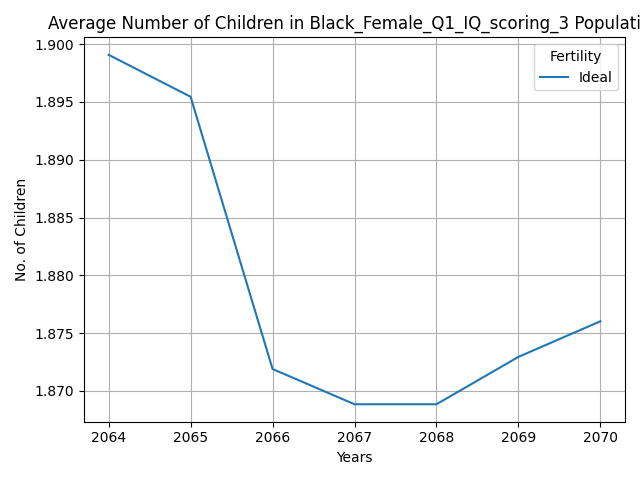 Average Number of Children in Black_Female_Q1_IQ_scoring_3 Populati
1.900
1.895
1.890
1.885
1.880
1.875
1.870
No. of Children
Fertility
Ideal
2064 2065 2066 2067 2068 2069 2070
Years